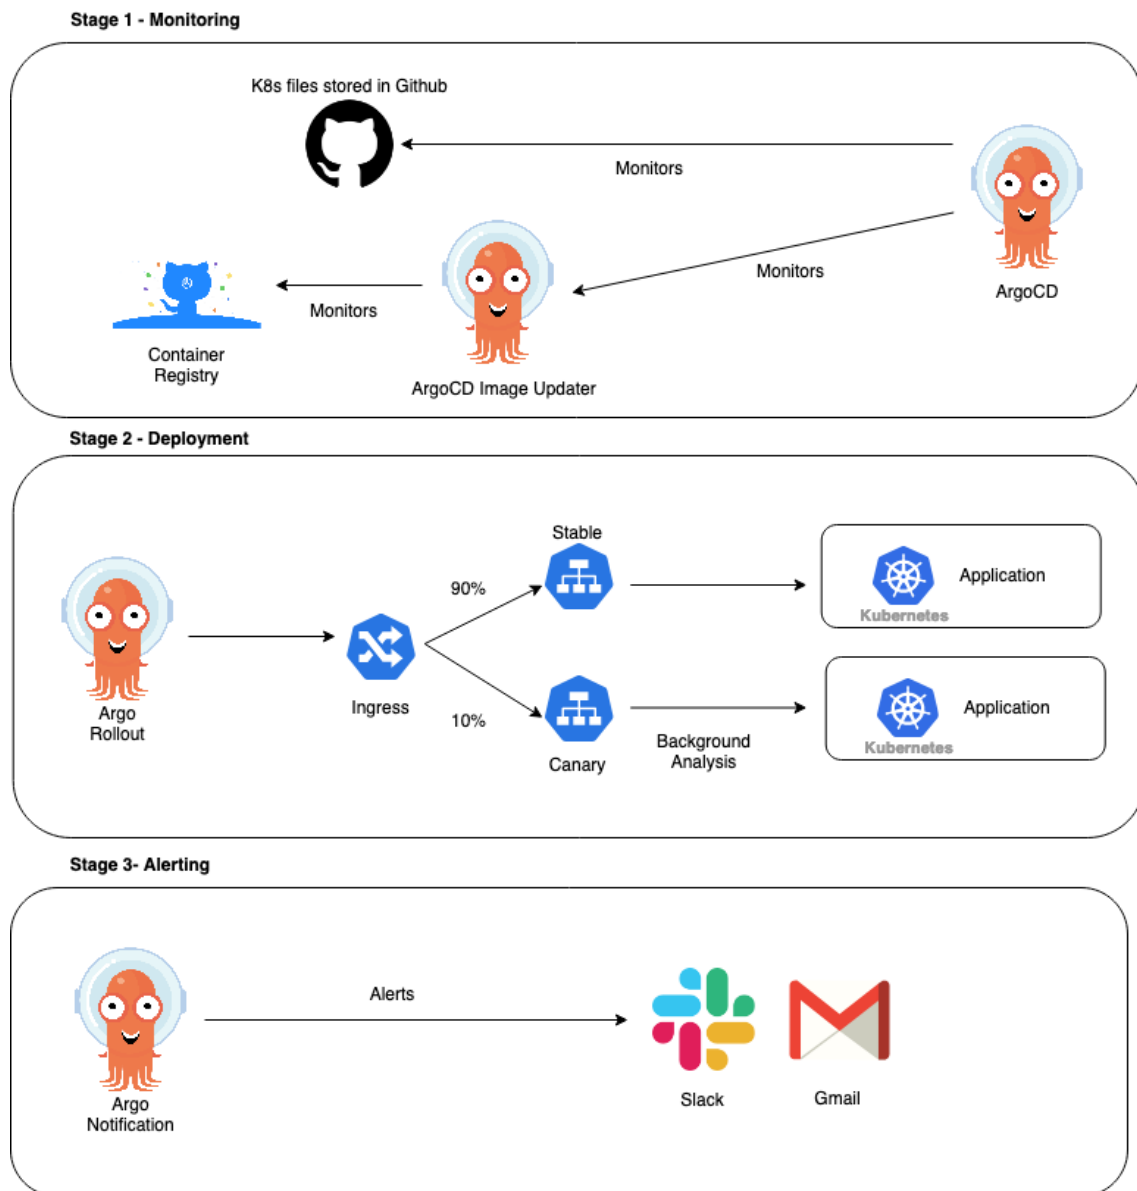 Stage 1 - Monitoring
K8s files stored in Github
Monitors
Monitors
ArgoCD
Monitors
Container
Registry
ArgoCD Image Updater
Stage 2 - Deployment
Stable
90%
Application
Kubernetes
Argo
Rollout
Ingress
10%
Canary
Background
Analysis
Application
Kubernetes
Stage 3- Alerting
Alerts
Argo
Notification
Slack
Gmail